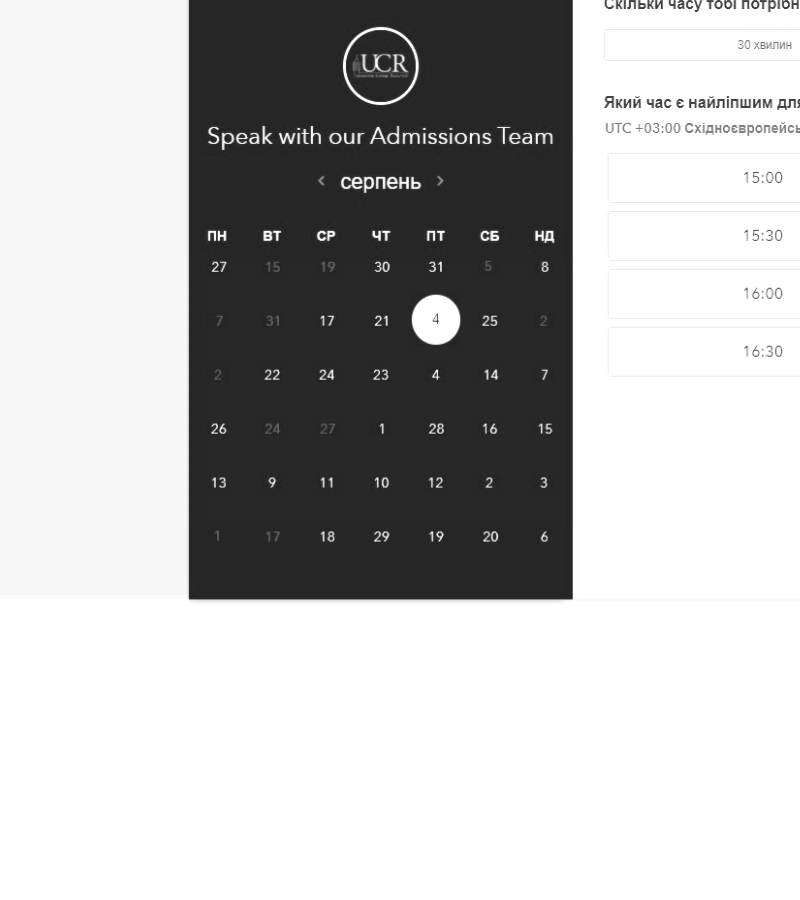 Скільки часу тобі потрібн
30 хвилин
UCR
Speak with our Admissions Team
Який час є найліпшим для
серпень
UTC +03:00 Східноєвропейсь
ПН ВТ СР ЧТ ПТ СБ НД
27 15 19 30 31 5 8
7 31 17 21 4 25 2
2 22 24 23 4 14 7
26 24 27 1 28 16 15
13 9 11 10 12 2 3
1 17 18 29 19 20 6
15:00
15:30
16:00
16:30